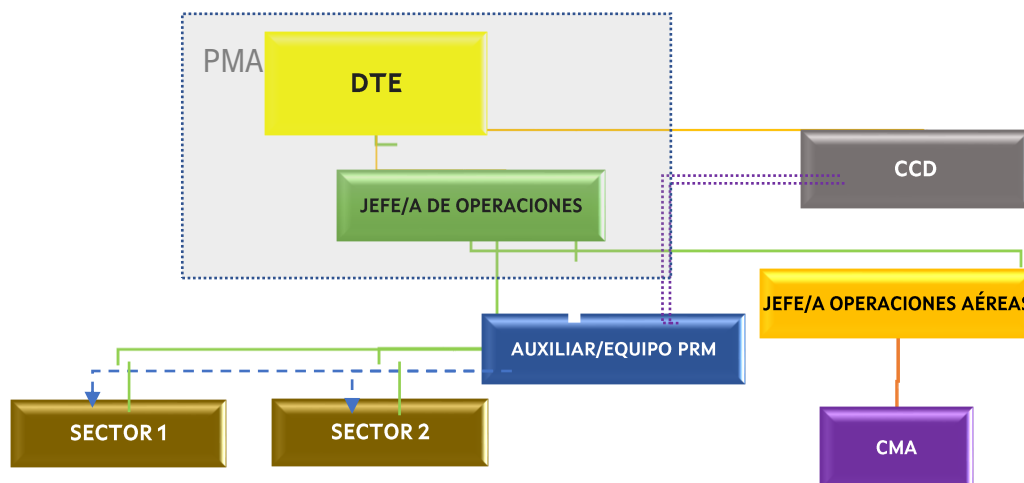 PMA
DTE
CCD
JEFE/A DE OPERACIONES
JEFE/A OPERACIONES AÉREAS
AUXILIAR/EQUIPO PRM
SECTOR 1
SECTOR 2
CMA